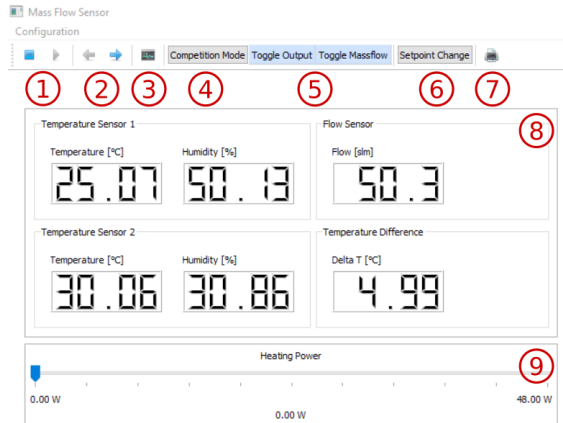 Mass Flow Sensor
Configuration
Competition Mode Toggle Output Toggle Massflow Setpoint Change
1 2 3 4 5 6 7
8
Temperature Sensor 1 Flow Sensor
Temperature [°C] Humidity [%] Flow [slm]
25.07 50.13 50.3
Temperature Sensor 2 Temperature Difference
Temperature [°C] Humidity [%] Delta T [°C]
30.06 30.86 4.99
Heating Power 9
0.00 W 48.00 W
0.00 W